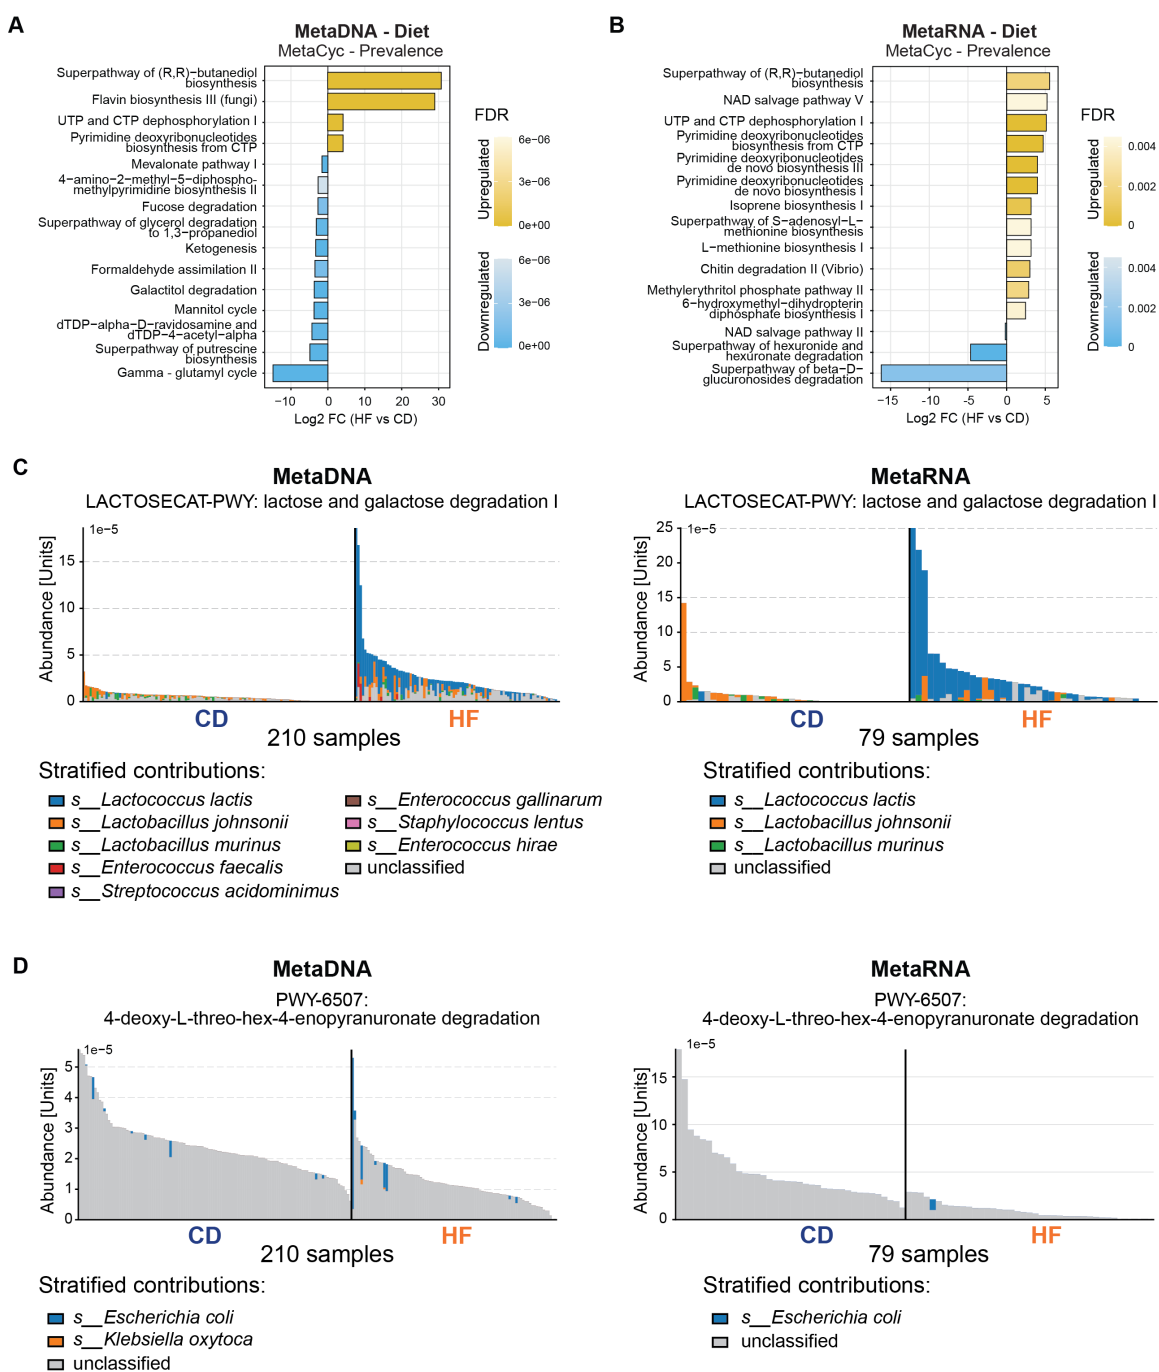 A
MetaDNA - Diet
MetaCyc - Prevalence
Superpathway of (R,R)−butanediol
biosynthesis
Flavin biosynthesis III (fungi)
UTP and CTP dephosphorylation I
Pyrimidine deoxyribonucleotides
biosynthesis from CTP
Mevalonate pathway I
4−amino−2−methyl−5−diphospho−
methylpyrimidine biosynthesis II
Fucose degradation
Superpathway of glycerol degradation
to 1,3−propanediol
Ketogenesis
Formaldehyde assimilation II
Galactitol degradation
Mannitol cycle
dTDP−alpha−D−ravidosamine and
dTDP−4−acetyl−alpha
Superpathway of putrescine
biosynthesis
Gamma - glutamyl cycle
−10 0 10 20 30
Log2 FC (HF vs CD)
FDR
Upregulated
6e−06
3e−06
0e+00
Downregulated
6e−06
3e−06
0e+00
B
MetaRNA - Diet
MetaCyc - Prevalence
Superpathway of (R,R)−butanediol
biosynthesis
NAD salvage pathway V
UTP and CTP dephosphorylation I
Pyrimidine deoxyribonucleotides
biosynthesis from CTP
Pyrimidine deoxyribonucleotides
de novo biosynthesis III
Pyrimidine deoxyribonucleotides
de novo biosynthesis I
Isoprene biosynthesis I
Superpathway of S−adenosyl−L−
methionine biosynthesis
L−methionine biosynthesis I
Chitin degradation II (Vibrio)
Methylerythritol phosphate pathway II
6−hydroxymethyl−dihydropterin
diphosphate biosynthesis I
NAD salvage pathway II
Superpathway of hexuronide and
hexuronate degradation
Superpathway of beta−D−
glucuronosides degradation
−15 −10 −5 0 5
Log2 FC (HF vs CD)
FDR
Upregulated
0.004
0.002
0
Downregulated
0.004
0.002
0
C
MetaDNA
LACTOSECAT-PWY: lactose and galactose degradation I
1e−5
Abundance [Units]
15
10
5
0
CD HF
210 samples
Stratified contributions:
s__Lactococcus lactis
s__Lactobacillus johnsonii
s__Lactobacillus murinus
s__Enterococcus faecalis
s__Streptococcus acidominimus
s__Enterococcus gallinarum
s__Staphylococcus lentus
s__Enterococcus hirae
unclassified
MetaRNA
LACTOSECAT-PWY: lactose and galactose degradation I
1e−5
Abundance [Units]
25
20
15
10
5
0
CD HF
79 samples
Stratified contributions:
s__Lactococcus lactis
s__Lactobacillus johnsonii
s__Lactobacillus murinus
unclassified
D
MetaDNA
PWY-6507:
4-deoxy-L-threo-hex-4-enopyranuronate degradation
1e−5
Abundance [Units]
5
4
3
2
1
0
CD HF
210 samples
Stratified contributions:
s__Escherichia coli
s__Klebsiella oxytoca
unclassified
MetaRNA
PWY-6507:
4-deoxy-L-threo-hex-4-enopyranuronate degradation
1e−5
Abundance [Units]
15
10
5
0
CD HF
79 samples
Stratified contributions:
s__Escherichia coli
unclassified